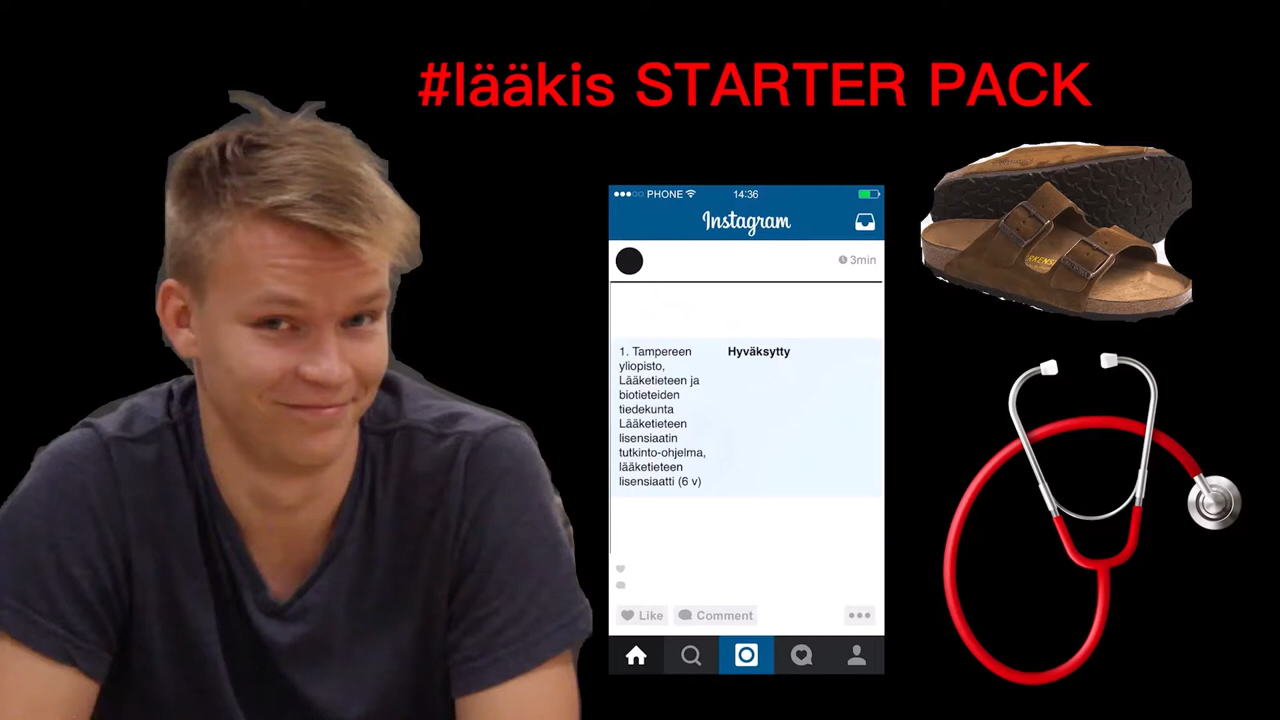 #lääkis STARTER PACK
PHONE 14:36
Instagram
3min
1. Tampereen
yliopisto,
Lääketieteen ja
biotieteiden
tiedekunta
Lääketieteen
lisensiaatin
tutkinto-ohjelma,
lääketieteen
lisensiaatti (6 v)
Hyväksytty
Like Comment
RKENS